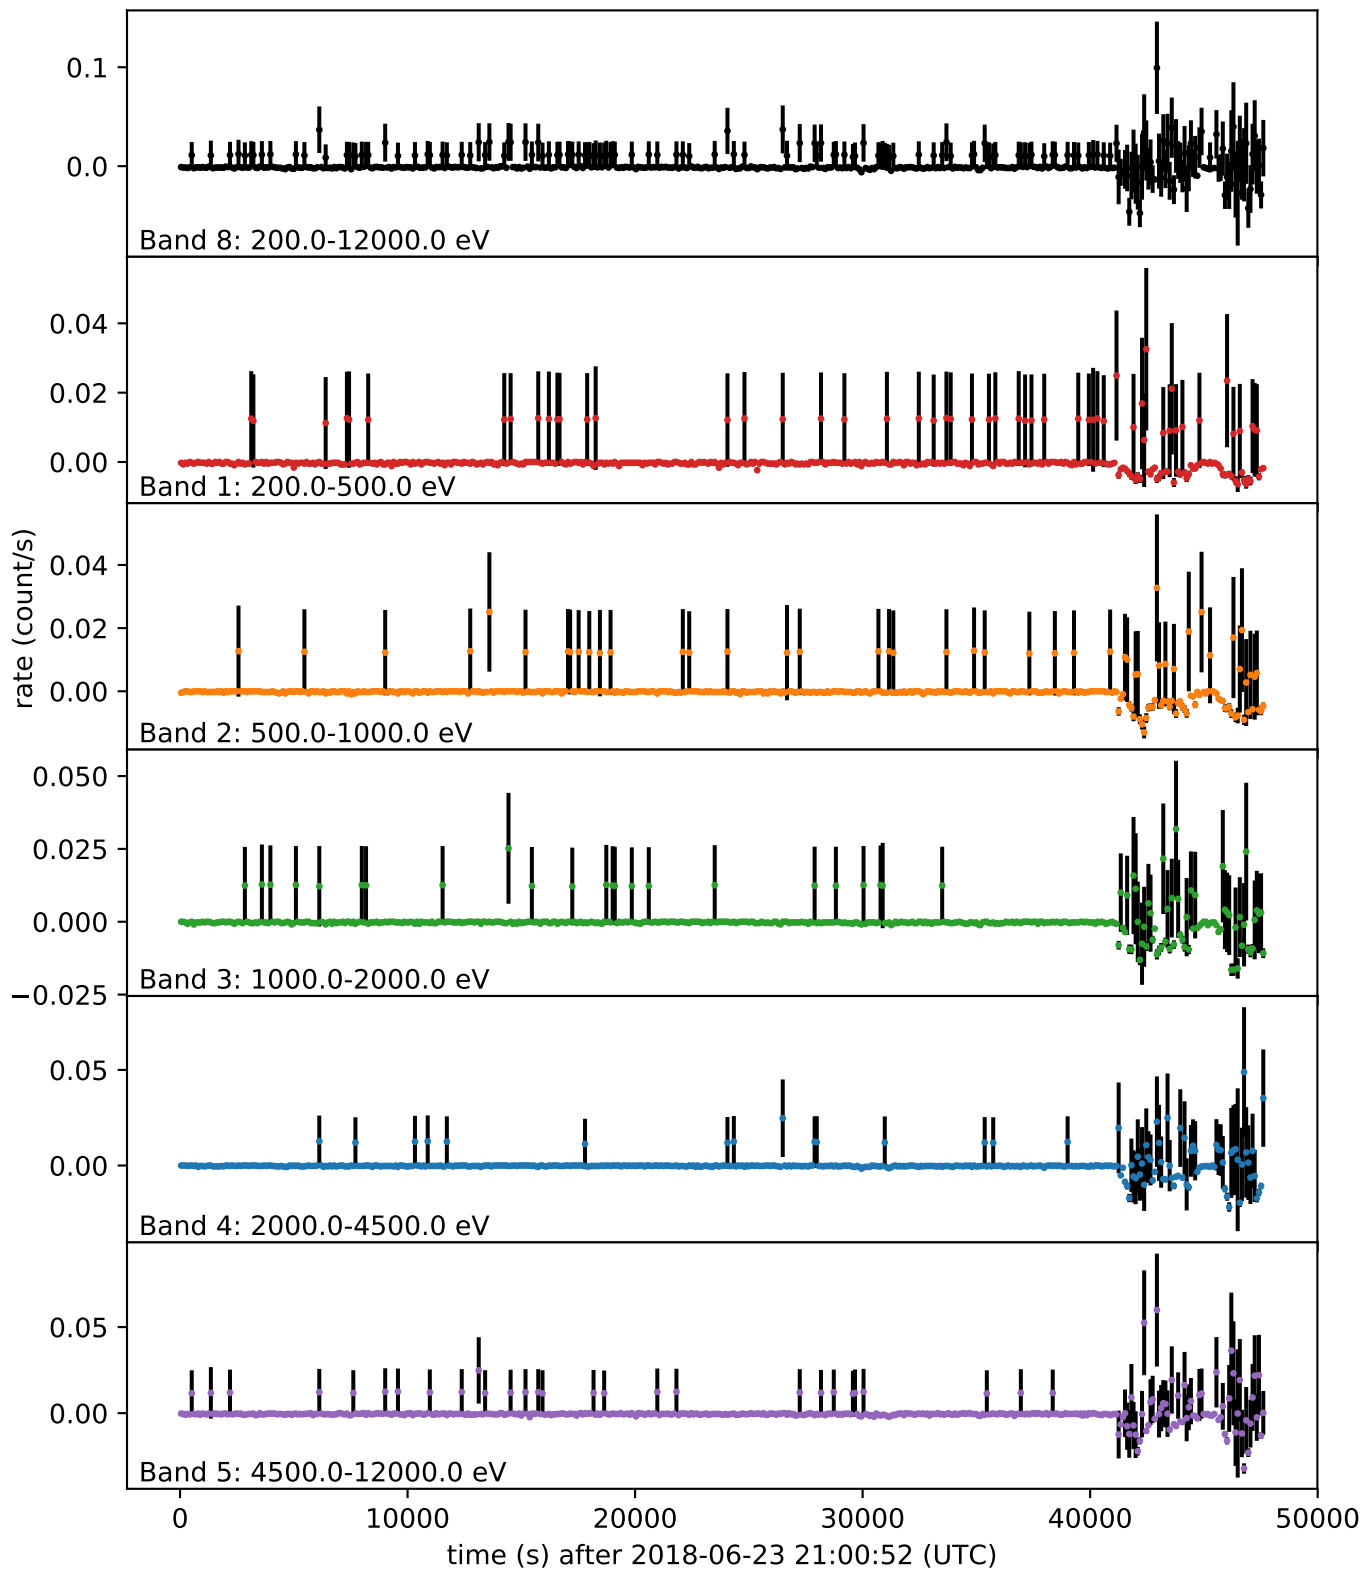 0.1
0.0
Band 8: 200.0-12000.0 eV
0.04
0.02
0.00
Band 1: 200.0-500.0 eV
rate (count/s)
0.04
0.02
0.00
Band 2: 500.0-1000.0 eV
0.050
0.025
0.000
−0.025
Band 3: 1000.0-2000.0 eV
0.05
0.00
Band 4: 2000.0-4500.0 eV
0.05
0.00
Band 5: 4500.0-12000.0 eV
0 10000 20000 30000 40000 50000
time (s) after 2018-06-23 21:00:52 (UTC)